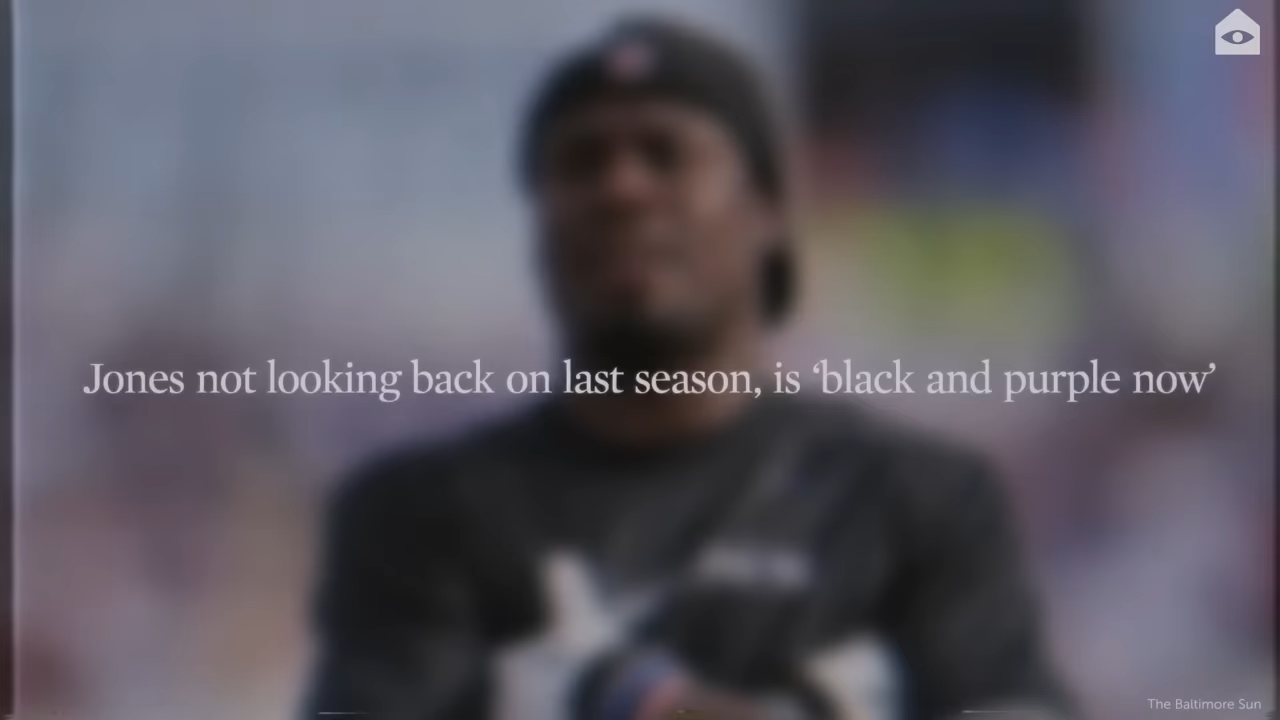 Jones not looking back on last season, is ‘black and purple now’
The Baltimore Sun